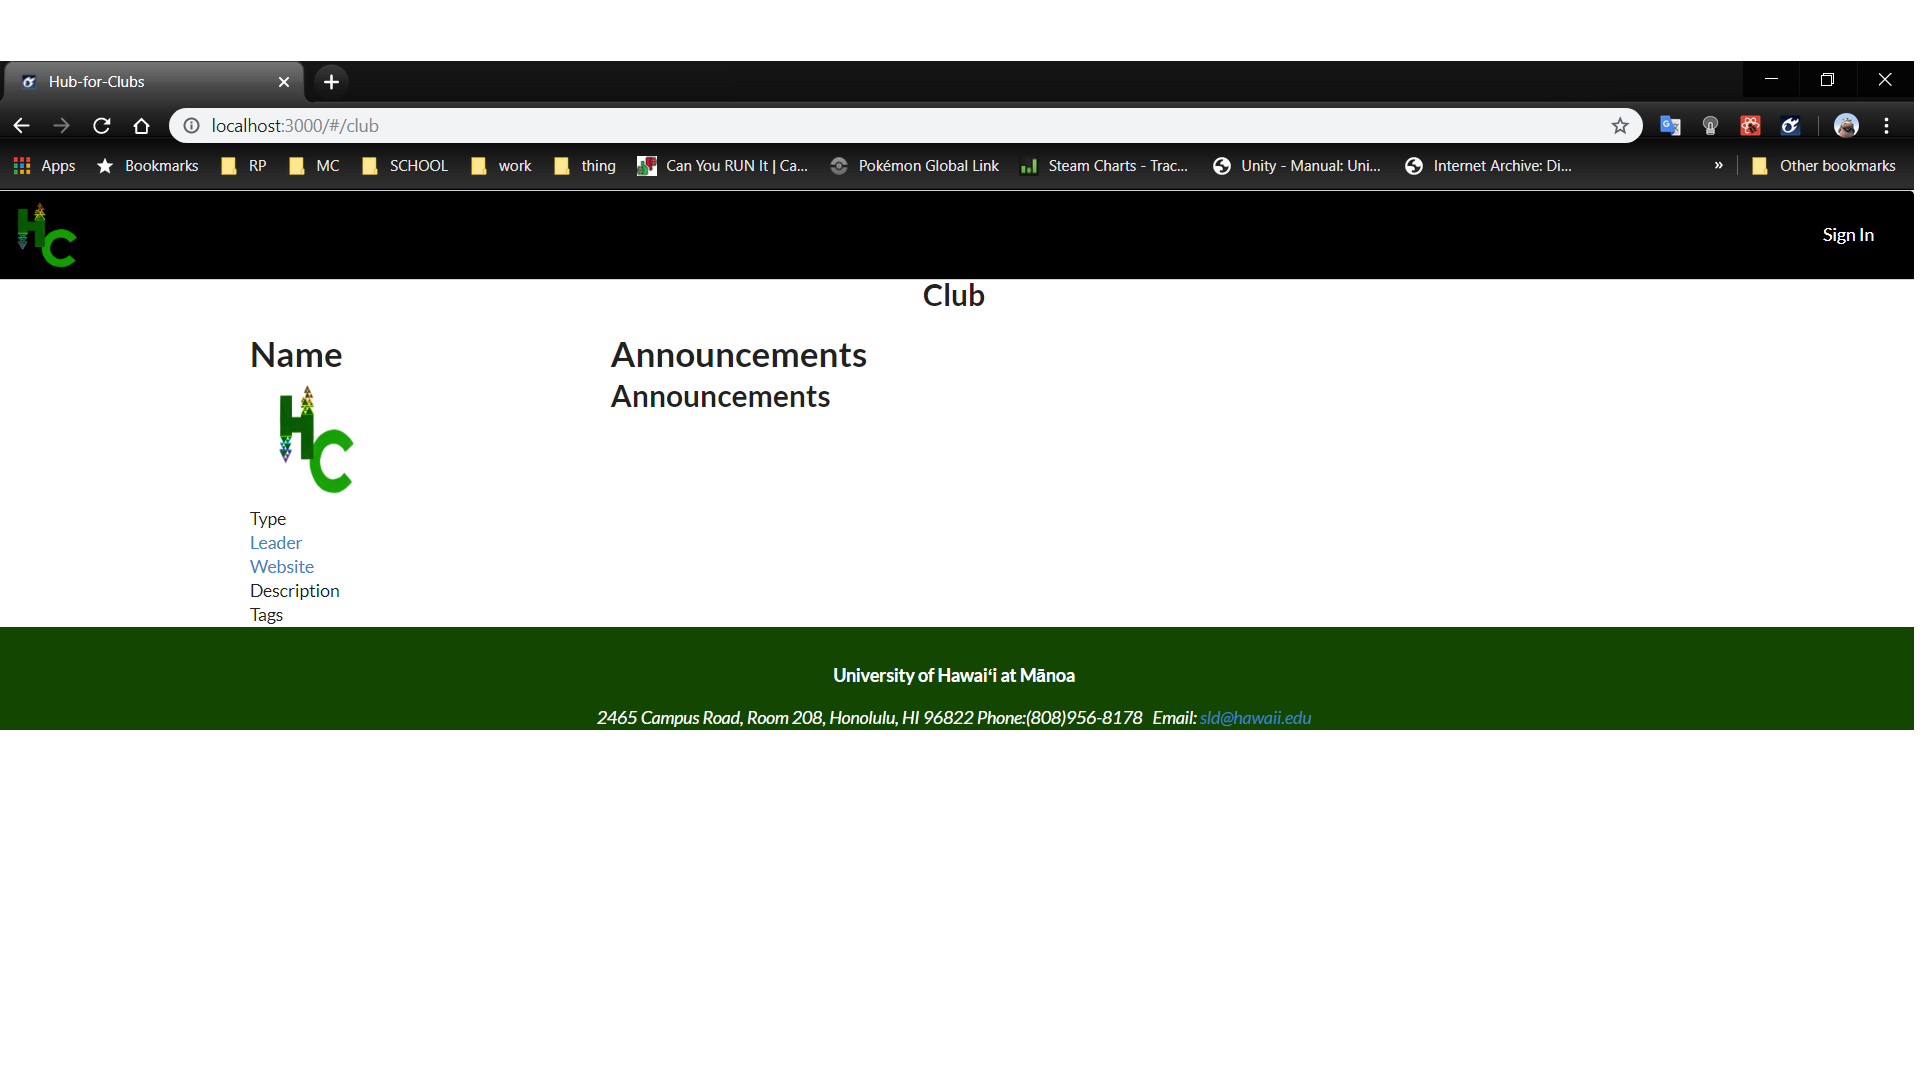 Hub-for-Clubs
localhost:3000/#/club
Apps Bookmarks RP MC SCHOOL work thing Can You RUN It | Ca... Pokémon Global Link Steam Charts - Trac... Unity - Manual: Uni... Internet Archive: Di... » Other bookmarks
HC Sign In
Club
Name Announcements
Announcements
HC
Type
Leader
Website
Description
Tags
University of Hawaiʻi at Mānoa
2465 Campus Road, Room 208, Honolulu, HI 96822 Phone:(808)956-8178 Email: sld@hawaii.edu